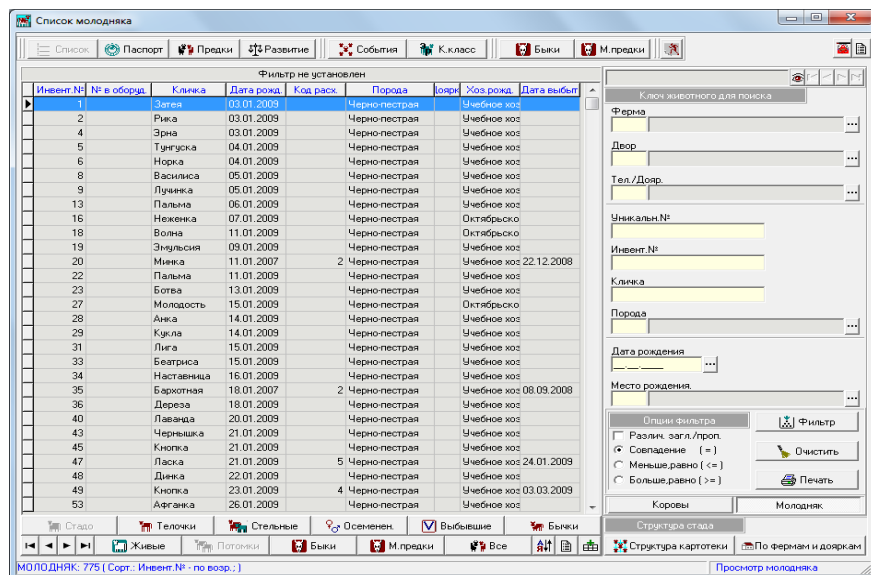 Список молодняка
Список Паспорт Предки Развитие События К.класс Быки М.предки
Фильтр не установлен
Инвент.№ № в оборуд. Кличка Дата рожд. Код расх. Порода Хоз.рожд. Дата выбыт
1 Затея 03.01.2009 Черно-пестрая Учебное хоз
2 Рика 03.01.2009 Черно-пестрая Учебное хоз
4 Эрна 03.01.2009 Черно-пестрая Учебное хоз
5 Тунгуска 04.01.2009 Черно-пестрая Учебное хоз
6 Норка 04.01.2009 Черно-пестрая Учебное хоз
8 Василиса 05.01.2009 Черно-пестрая Учебное хоз
9 Лучинка 05.01.2009 Черно-пестрая Учебное хоз
13 Пальма 06.01.2009 Черно-пестрая Учебное хоз
16 Неженка 07.01.2009 Черно-пестрая Октябрьско
18 Волна 11.01.2009 Черно-пестрая Октябрьско
19 Эмульсия 09.01.2009 Черно-пестрая Учебное хоз
20 Минка 11.01.2007 2 Черно-пестрая Учебное хоз 22.12.2008
22 Пальма 11.01.2009 Черно-пестрая Учебное хоз
23 Ботва 13.01.2009 Черно-пестрая Учебное хоз
27 Молодость 15.01.2009 Черно-пестрая Октябрьско
28 Анка 14.01.2009 Черно-пестрая Учебное хоз
29 Кукла 14.01.2009 Черно-пестрая Учебное хоз
31 Лига 15.01.2009 Черно-пестрая Учебное хоз
33 Беатриса 15.01.2009 Черно-пестрая Учебное хоз
34 Наставница 16.01.2009 Черно-пестрая Учебное хоз
35 Бархотная 18.01.2007 2 Черно-пестрая Учебное хоз 08.09.2008
36 Дереза 18.01.2009 Черно-пестрая Учебное хоз
40 Лаванда 20.01.2009 Черно-пестрая Учебное хоз
43 Чернышка 21.01.2009 Черно-пестрая Учебное хоз
45 Кнопка 21.01.2009 Черно-пестрая Учебное хоз
47 Ласка 21.01.2009 5 Черно-пестрая Учебное хоз 24.01.2009
48 Динка 22.01.2009 Черно-пестрая Учебное хоз
49 Кнопка 23.01.2009 4 Черно-пестрая Учебное хоз 03.03.2009
53 Афганка 26.01.2009 Черно-пестрая Учебное хоз
Стадо Телочки Стельные Осеменен. Выбывшие Бычки
Живые Потомки Быки М.предки Все
МОЛОДНЯК: 775 ( Сорт.: Инвент.№ - по возр.; )
Ключ животного для поиска
Ферма
Двор
Тел./Дояр.
Уникальн.№
Инвент.№
Кличка
Порода
Дата рождения
__.__.____
Место рождения.
Опции Фильтра
Различ. загл./проп.
Совпадение ( = )
Меньше,равно ( <= )
Больше,равно ( >= )
Фильтр
Очистить
Печать
Коровы Молодняк
Структура стада
Структура картотеки По фермам и дояркам
Просмотр молодняка